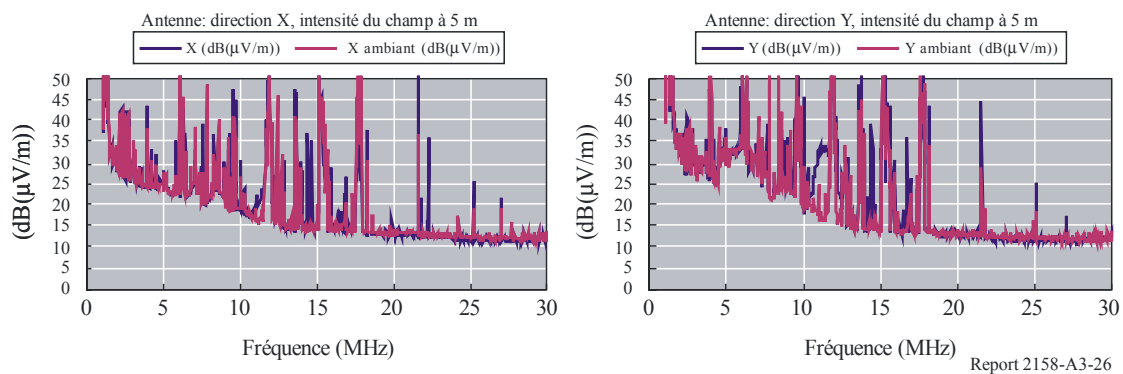 Antenne: direction X, intensité du champ à 5 m
X (dB(μV/m)) X ambiant (dB(μV/m))
50
45
40
35
30
25
20
15
10
5
0
(dB(μV/m))
0 5 10 15 20 25 30
Fréquence (MHz)
Antenne: direction Y, intensité du champ à 5 m
Y (dB(μV/m)) Y ambiant (dB(μV/m))
50
45
40
35
30
25
20
15
10
5
0
(dB(μV/m))
0 5 10 15 20 25 30
Fréquence (MHz)
Report 2158-A3-26